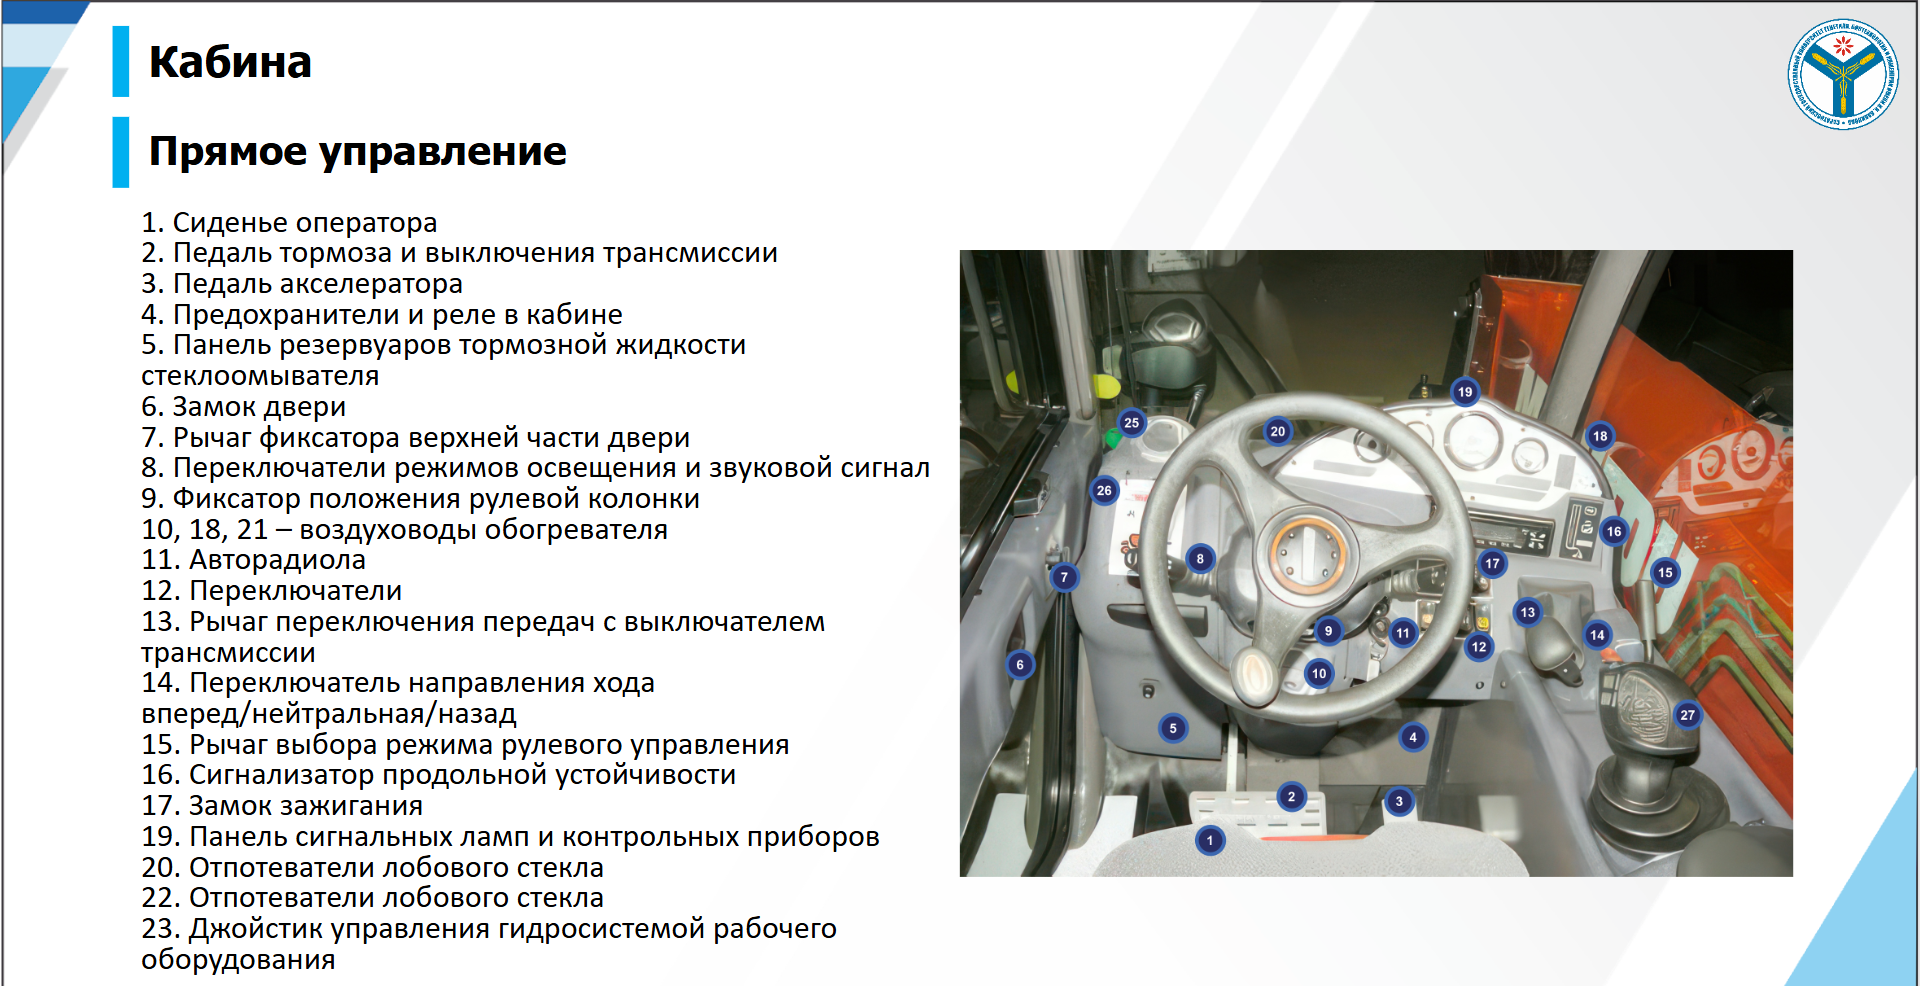 Кабина
Прямое управление
1. Сиденье оператора
2. Педаль тормоза и выключения трансмиссии
3. Педаль акселератора
4. Предохранители и реле в кабине
5. Панель резервуаров тормозной жидкости
стеклоомывателя
6. Замок двери
7. Рычаг фиксатора верхней части двери
8. Переключатели режимов освещения и звуковой сигнал
9. Фиксатор положения рулевой колонки
10, 18, 21 – воздуховоды обогревателя
11. Авторадиола
12. Переключатели
13. Рычаг переключения передач с выключателем
трансмиссии
14. Переключатель направления хода
вперед/нейтральная/назад
15. Рычаг выбора режима рулевого управления
16. Сигнализатор продольной устойчивости
17. Замок зажигания
19. Панель сигнальных ламп и контрольных приборов
20. Отпотеватели лобового стекла
22. Отпотеватели лобового стекла
23. Джойстик управления гидросистемой рабочего
оборудования
19
25
20
18
26
16
8
17
15
7
13
9
11
14
12
6
10
27
5
4
2
3
1